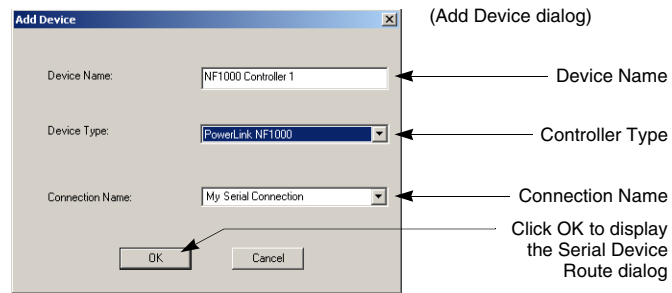 Add Device
(Add Device dialog)
Device Name:
NF1000 Controller 1
Device Name
Device Type:
PowerLink NF1000
Controller Type
Connection Name:
My Serial Connection
Connection Name
OK
Cancel
Click OK to display
the Serial Device
Route dialog